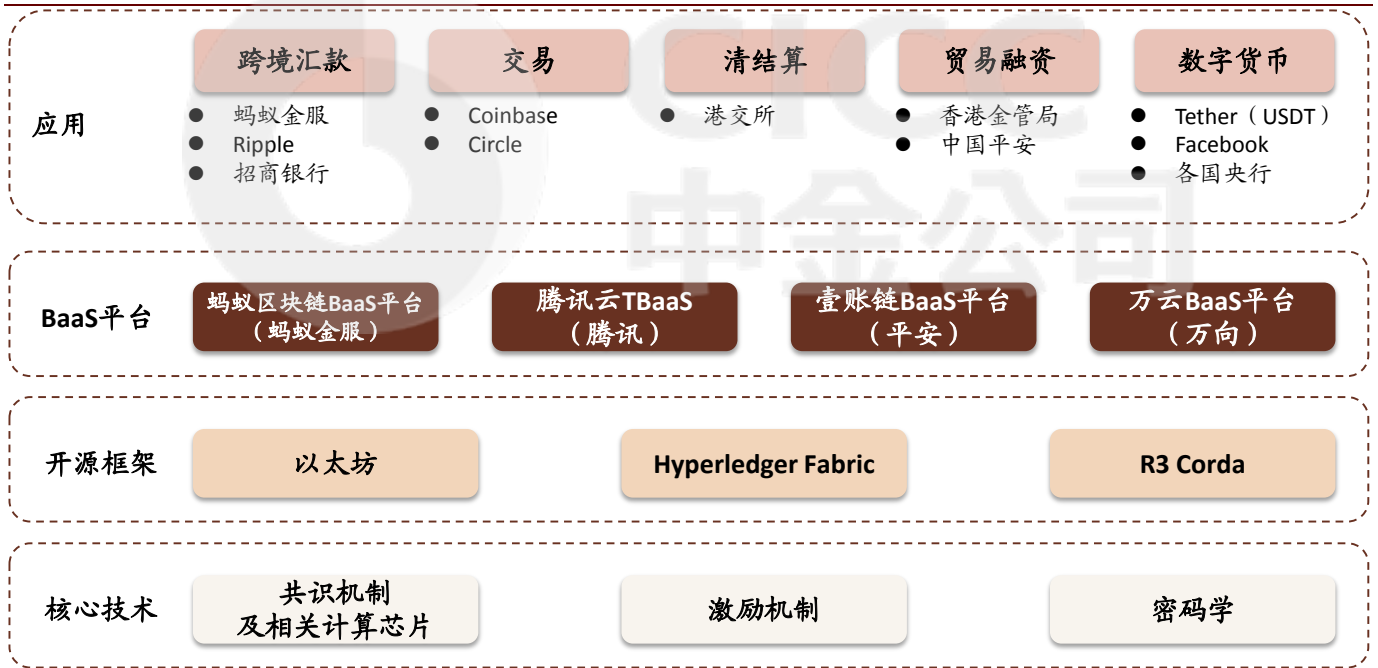 CICC
中金公司
应用
跨境汇款
蚂蚁金服
Ripple
招商银行
交易
Coinbase
Circle
清结算
港交所
贸易融资
香港金管局
中国平安
数字货币
Tether（USDT）
Facebook
各国央行
BaaS平台
蚂蚁区块链BaaS平台
（蚂蚁金服）
腾讯云TBaaS
（腾讯）
壹账链BaaS平台
（平安）
万云BaaS平台
（万向）
开源框架
以太坊
Hyperledger Fabric
R3 Corda
核心技术
共识机制
及相关计算芯片
激励机制
密码学